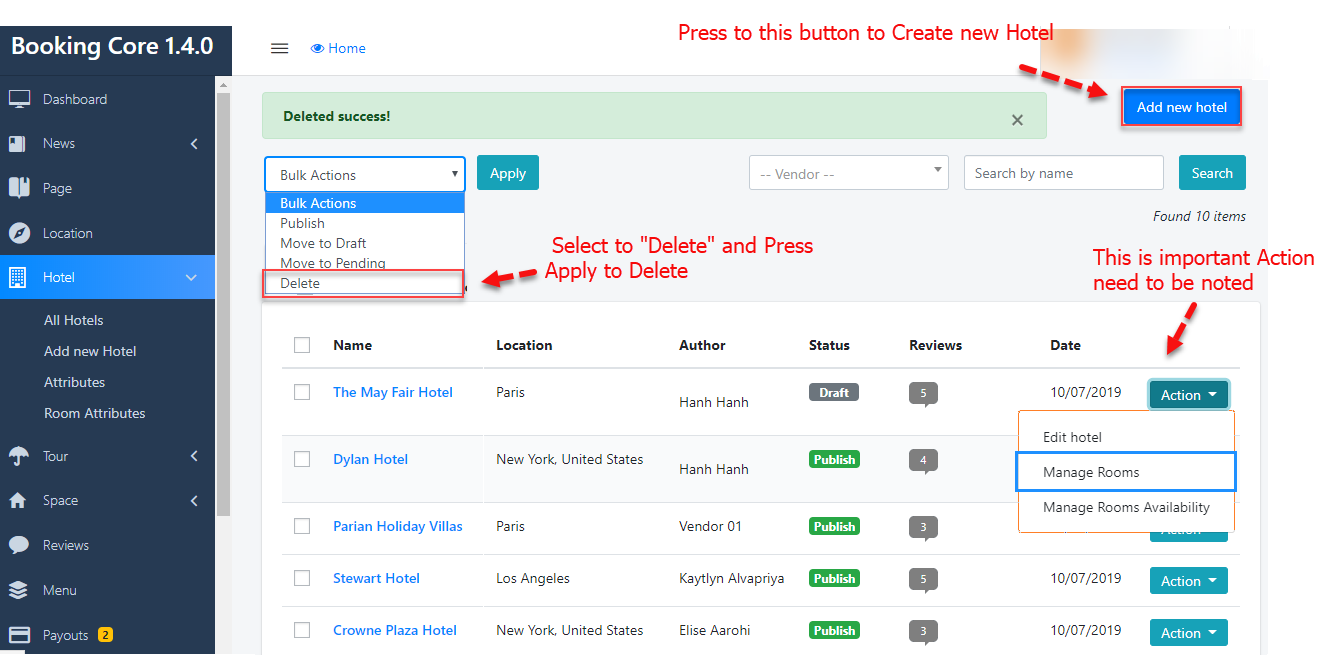 Press to this button to Create new Hotel
Booking Core 1.4.0
Home
Dashboard
News
Page
Location
Hotel
All Hotels
Add new Hotel
Attributes
Room Attributes
Tour
Space
Reviews
Menu
Payouts 2
Deleted success! ×
Add new hotel
Bulk Actions
Apply
-- Vendor --
Search by name
Search
Bulk Actions
Publish
Move to Draft
Move to Pending
Delete
Found 10 items
Select to "Delete" and Press
Apply to Delete
This is important Action
need to be noted
Name Location Author Status Reviews Date
The May Fair Hotel Paris Hanh Hanh Draft 5 10/07/2019 Action
Edit hotel
Manage Rooms
Manage Rooms Availability
Dylan Hotel New York, United States Hanh Hanh Publish 4
Parian Holiday Villas Paris Vendor 01 Publish 3 Action
Stewart Hotel Los Angeles Kaytlyn Alvapriya Publish 5 10/07/2019 Action
Crowne Plaza Hotel New York, United States Elise Aarohi Publish 3 10/07/2019 Action